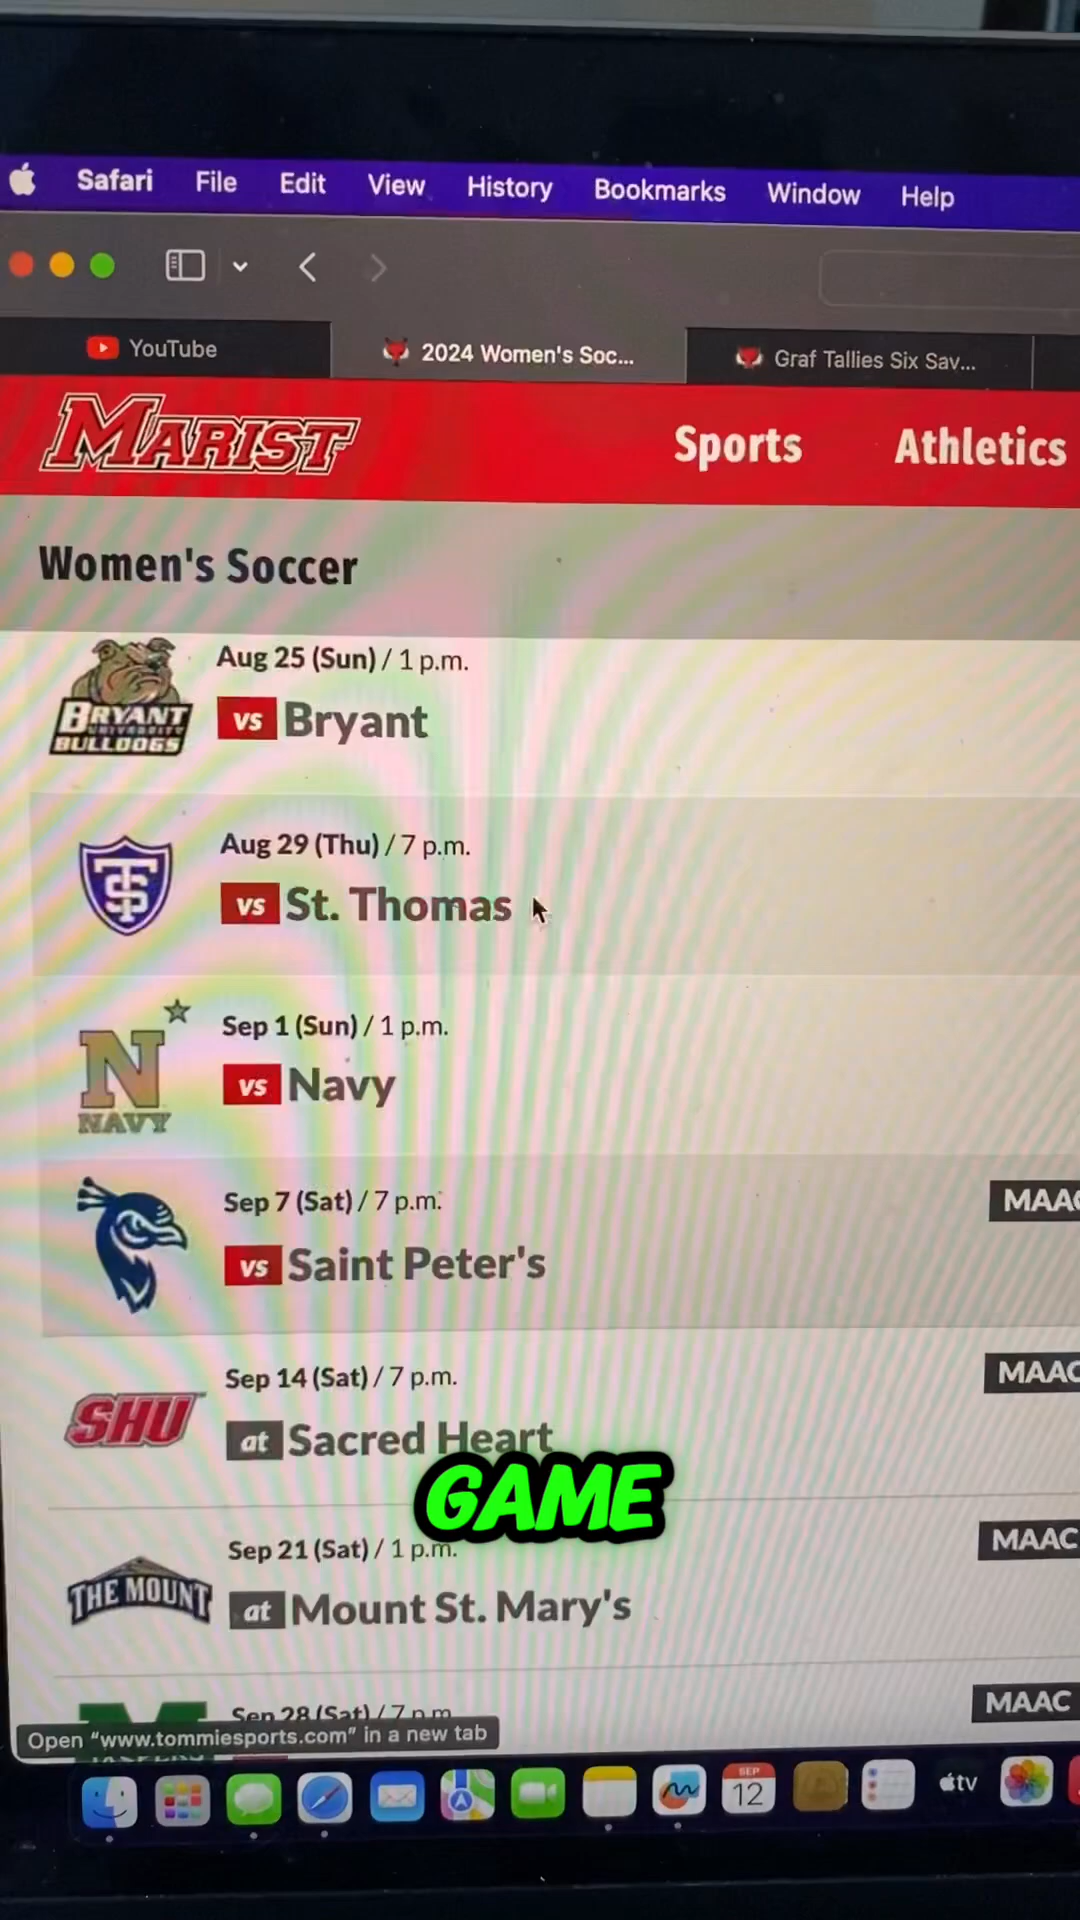 Safari File Edit View History Bookmarks Window Help
YouTube 2024 Women's Soc... Graf Tallies Six Sav...
MARIST Sports Athletics
Women's Soccer
Aug 25 (Sun) / 1 p.m.
BRYANT
UNIVERSITY
BULLDOGS
vs Bryant
Aug 29 (Thu) / 7 p.m.
vs St. Thomas
Sep 1 (Sun) / 1 p.m.
N
NAVY
vs Navy
Sep 7 (Sat) / 7 p.m.
MAAC
vs Saint Peter's
Sep 14 (Sat) / 7 p.m.
MAAC
SHU
at Sacred Heart
GAME
Sep 21 (Sat) / 1 p.m.
MAAC
THE MOUNT
at Mount St. Mary's
Sep 28 (Sat) / 7 p.m.
MAAC
Open "www.tommiesports.com" in a new tab
SEP
12
tv